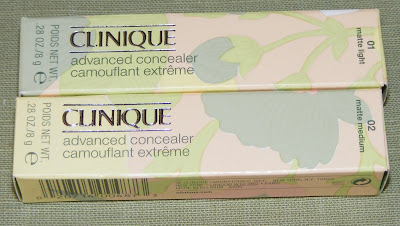 POIDS NET WT.
.28 OZ/8 g e
CLINIQUE
advanced concealer
camouflant extrême
01
matte light
POIDS NET WT.
.28 OZ/8 g e
CLINIQUE
advanced concealer
camouflant extrême
02
matte medium